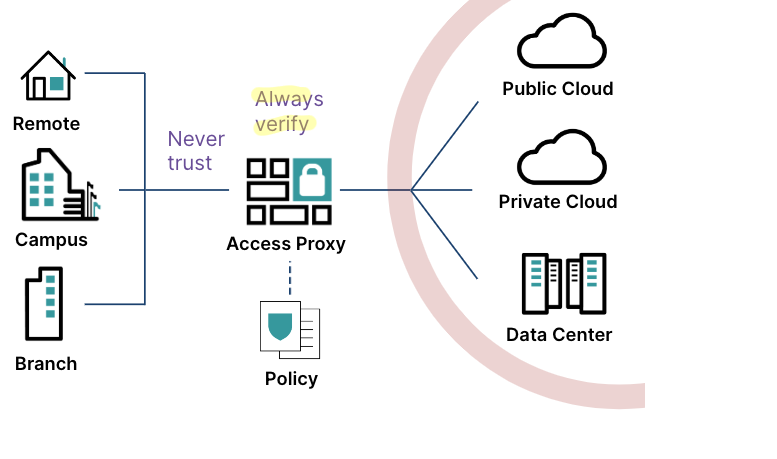 Remote
Campus
Branch
Never
trust
Always
verify
Access Proxy
Policy
Public Cloud
Private Cloud
Data Center